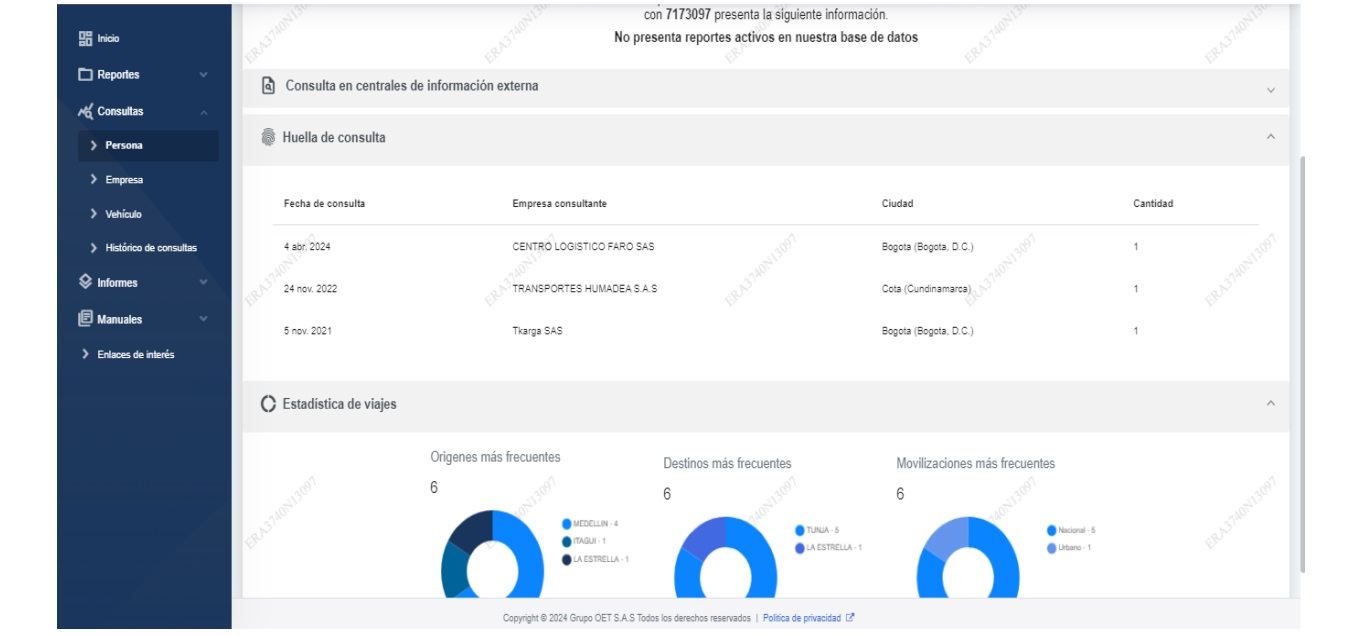 con 7173097 presenta la siguiente información.
No presenta reportes activos en nuestra base de datos
Inicio
Reportes
Consultas
Persona
Empresa
Vehículo
Histórico de consultas
Informes
Manuales
Enlaces de interés
Consulta en centrales de información externa
Huella de consulta
Fecha de consulta Empresa consultante Ciudad Cantidad
4 abr. 2024 CENTRO LOGISTICO FARO SAS Bogota (Bogota, D.C.) 1
24 nov. 2022 TRANSPORTES HUMADEA S.A.S Cota (Cundinamarca) 1
5 nov. 2021 Tkarga SAS Bogota (Bogota, D.C.) 1
Estadística de viajes
Origenes más frecuentes
6
MEDELLIN - 4
ITAGUI - 1
LA ESTRELLA - 1
Destinos más frecuentes
6
TUNJA - 5
LA ESTRELLA - 1
Movilizaciones más frecuentes
6
Nacional - 5
Urbano - 1
ERA3740N13097
Copyright © 2024 Grupo OET S.A.S Todos los derechos reservados | Politica de privacidad